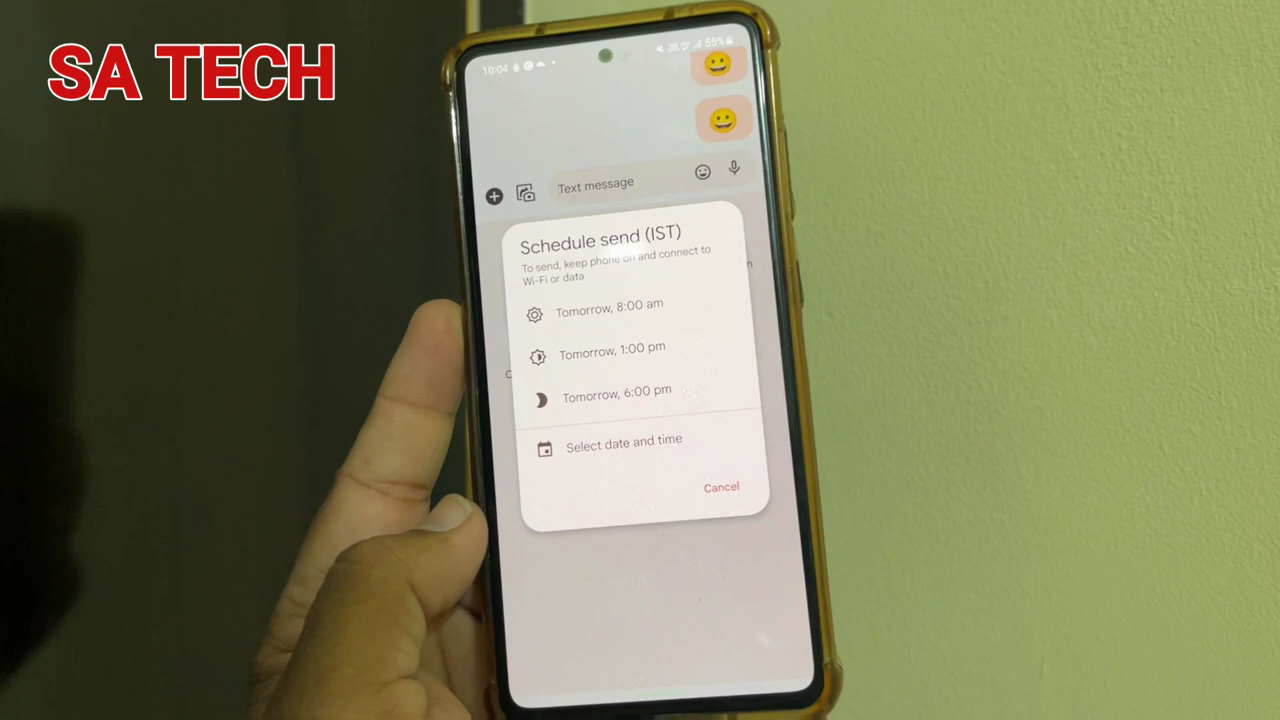 SA TECH
10:04
55%
Text message
Schedule send (IST)
To send, keep phone on and connect to
Wi-Fi or data
Tomorrow, 8:00 am
Tomorrow, 1:00 pm
Tomorrow, 6:00 pm
Select date and time
Cancel